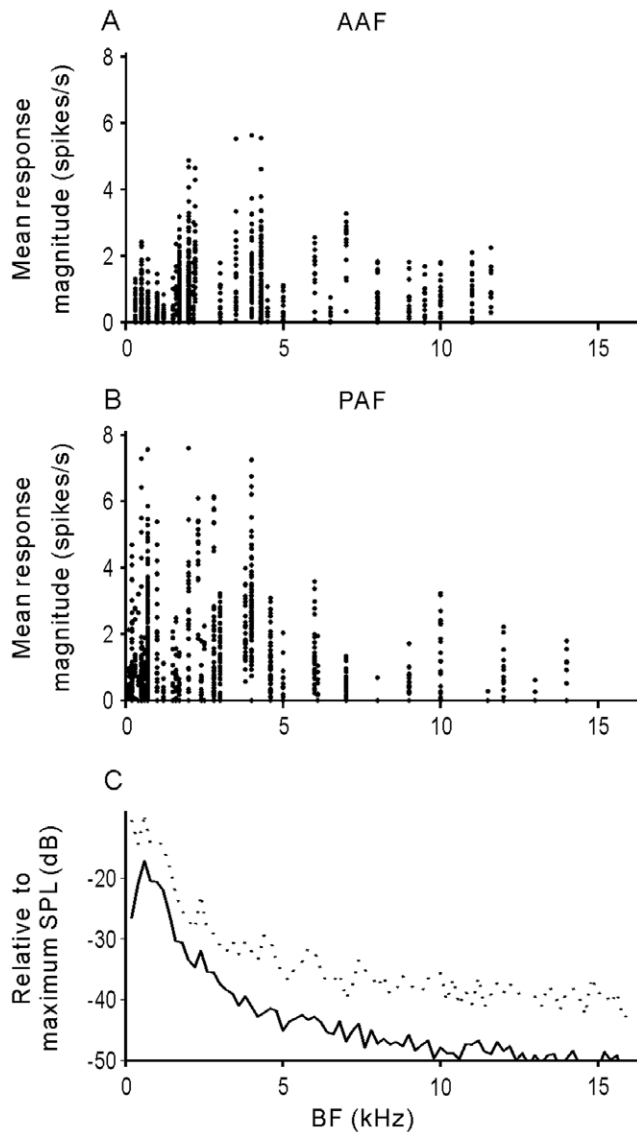 A
AAF
Mean response
magnitude (spikes/s)
8
6
4
2
0
0 5 10 15
B
PAF
Mean response
magnitude (spikes/s)
8
6
4
2
0
0 5 10 15
C
Relative to
maximum SPL (dB)
-20
-30
-40
-50
0 5 10 15
BF (kHz)